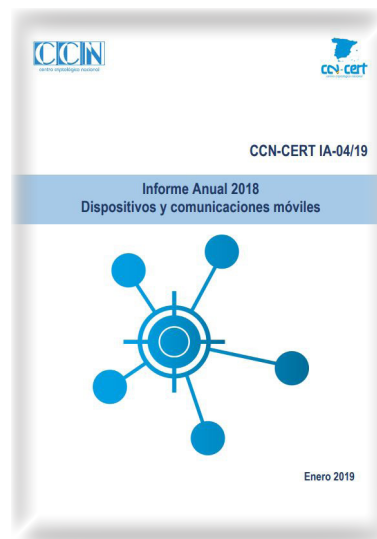 CCN
centro criptológico nacional
ccn-cert
centro criptológico nacional
CCN-CERT IA-04/19
Informe Anual 2018
Dispositivos y comunicaciones móviles
Enero 2019